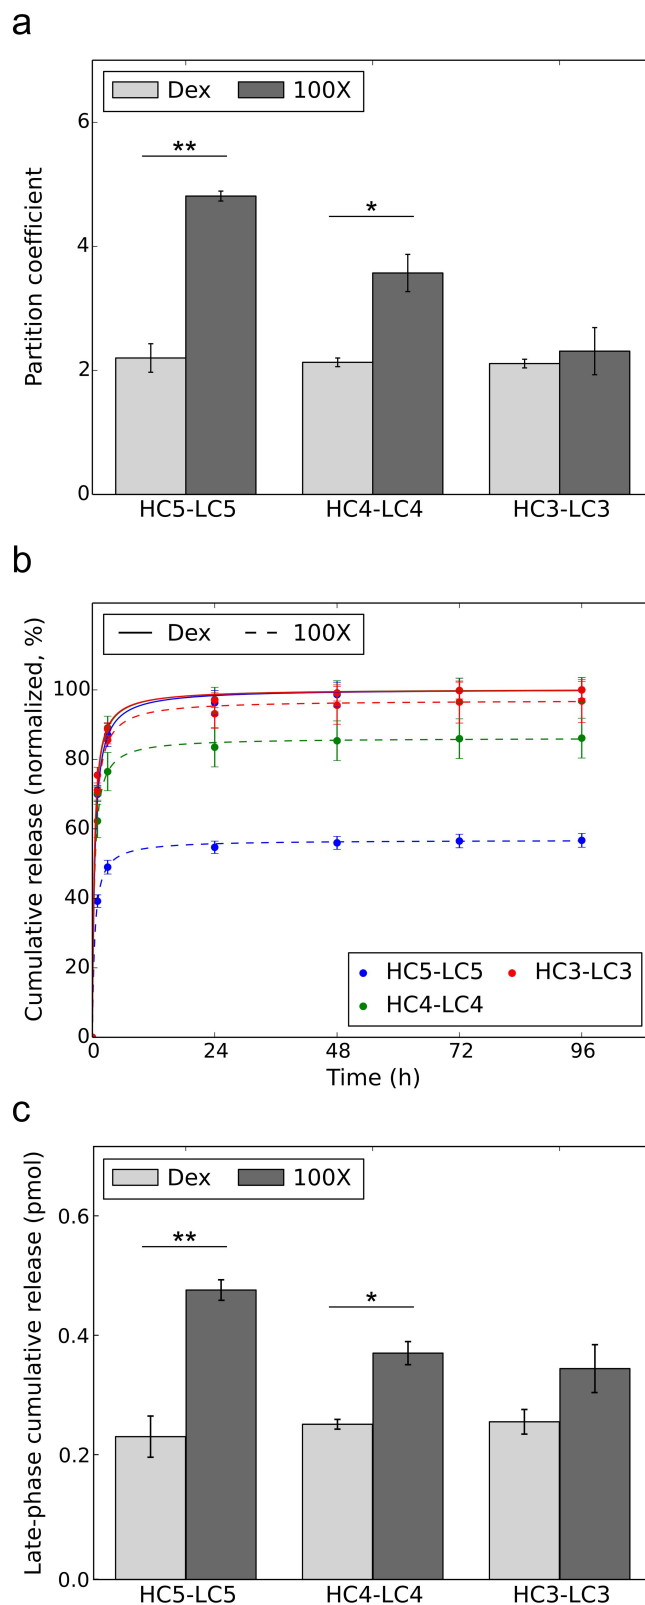 a
Dex 100X
Partition coefficient
6
4
2
0
**
*
HC5-LC5 HC4-LC4 HC3-LC3
b
Dex 100X
Cumulative release (normalized, %)
100
80
60
40
20
0
HC5-LC5 HC3-LC3
HC4-LC4
0 24 48 72 96
Time (h)
c
Dex 100X
Late-phase cumulative release (pmol)
0.6
0.4
0.2
0.0
**
*
HC5-LC5 HC4-LC4 HC3-LC3